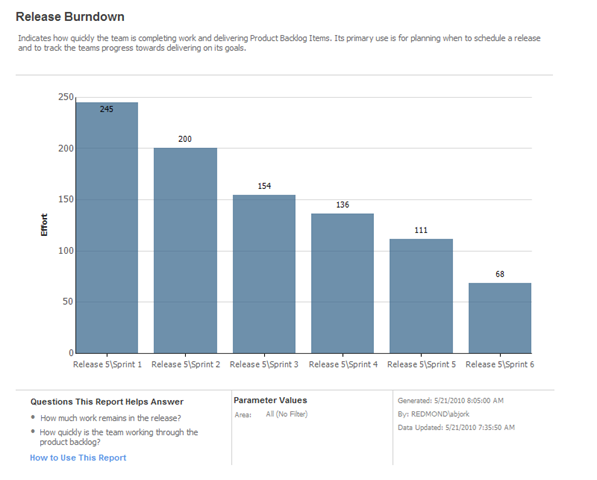 Release Burndown
Indicates how quickly the team is completing work and delivering Product Backlog Items. Its primary use is for planning when to schedule a release
and to track the teams progress towards delivering on its goals.
250
200
150
100
50
0
Effort
245
200
154
136
111
68
Release 5\Sprint 1
Release 5\Sprint 2
Release 5\Sprint 3
Release 5\Sprint 4
Release 5\Sprint 5
Release 5\Sprint 6
Questions This Report Helps Answer
• How much work remains in the release?
• How quickly is the team working through the
product backlog?
How to Use This Report
Parameter Values
Area: All (No Filter)
Generated: 5/21/2010 8:05:00 AM
By: REDMOND\abjork
Data Updated: 5/21/2010 7:35:50 AM